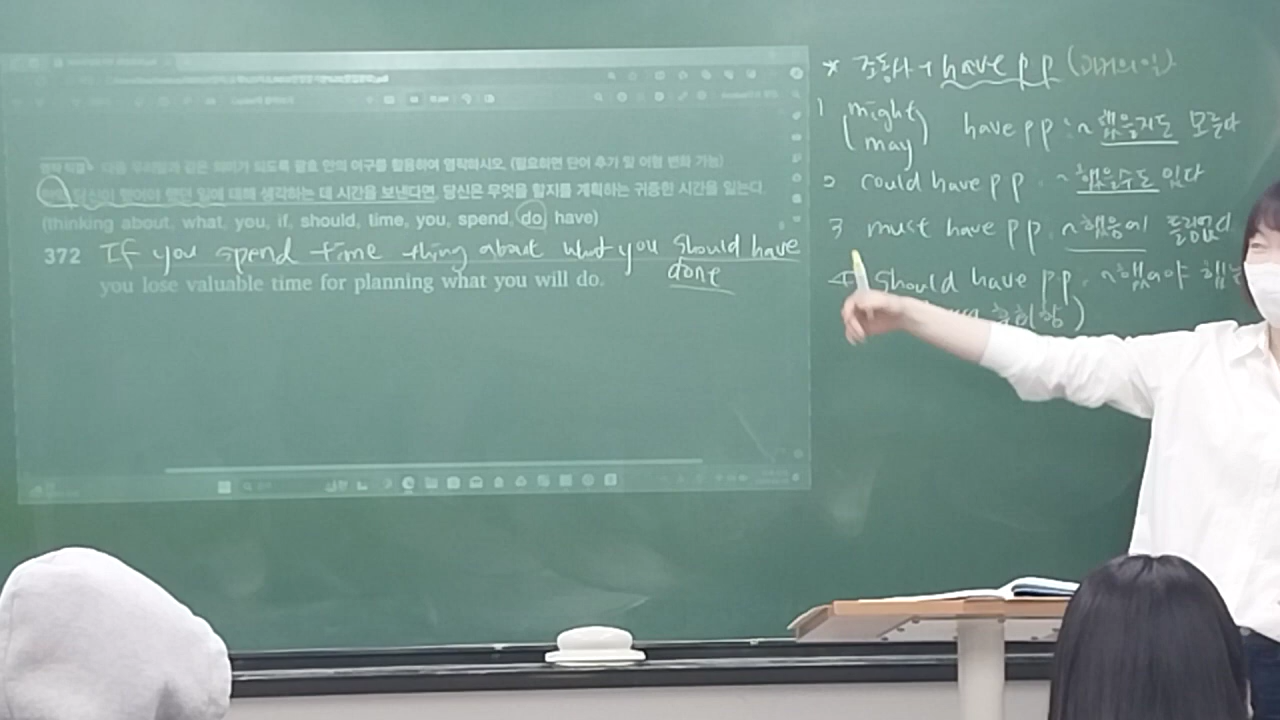 다음 우리말과 같은 의미가 되도록 괄호 안의 어구를 활용하여 영작하시오. (필요하면 단어 추가 및 어형 변화 가능)
당신이 했어야 했던 일에 대해 생각하는 데 시간을 보낸다면, 당신은 무엇을 할지를 계획하는 귀중한 시간을 잃는다.
(thinking about, what, you, if, should, time, you, spend, do, have)
372 If you spend time thing about what you should have
done
you lose valuable time for planning what you will do.
* 조동사 + have pp (과거의 일)
1 might
may
have pp : ~ 했을지도 모른다
2 could have pp ~ 했을수도 있다
3 must have pp ~ 했음에 틀림없다
4 should have pp ~ 했어야 했